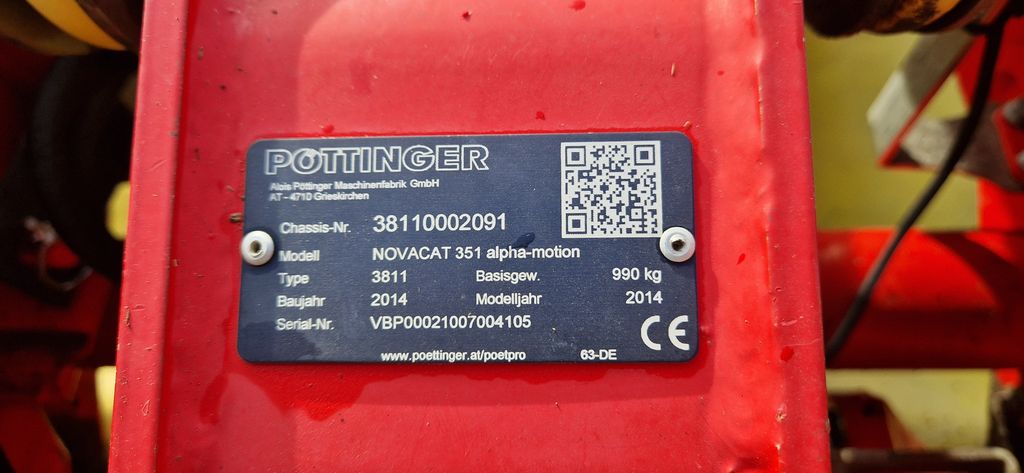 PÖTTINGER
Alois Pöttinger Maschinenfabrik GmbH
AT - 4710 Grieskirchen
Chassis-Nr. 38110002091
Modell NOVACAT 351 alpha-motion
Type 3811 Basisgew. 990 kg
Baujahr 2014 Modelljahr 2014
Serial-Nr. VBP00021007004105
CE
www.poettinger.at/poetpro 63-DE